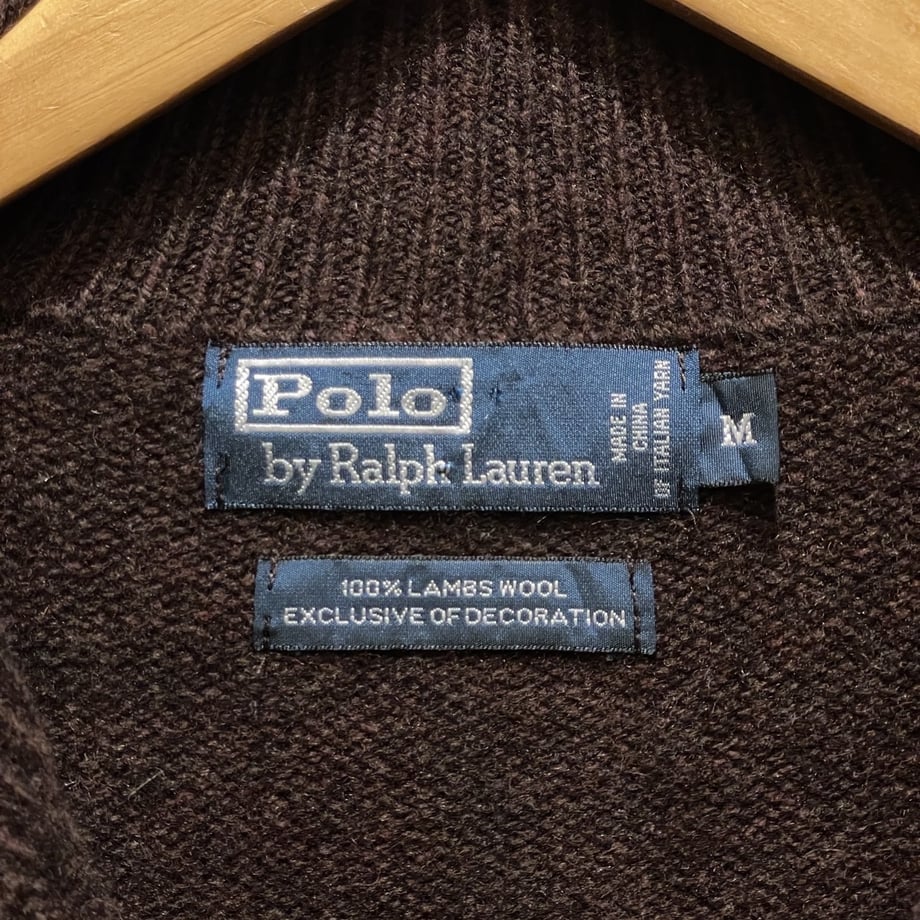 Polo
by Ralph Lauren
MADE IN
CHINA
OF ITALIAN YARN
M
100% LAMBS WOOL
EXCLUSIVE OF DECORATION